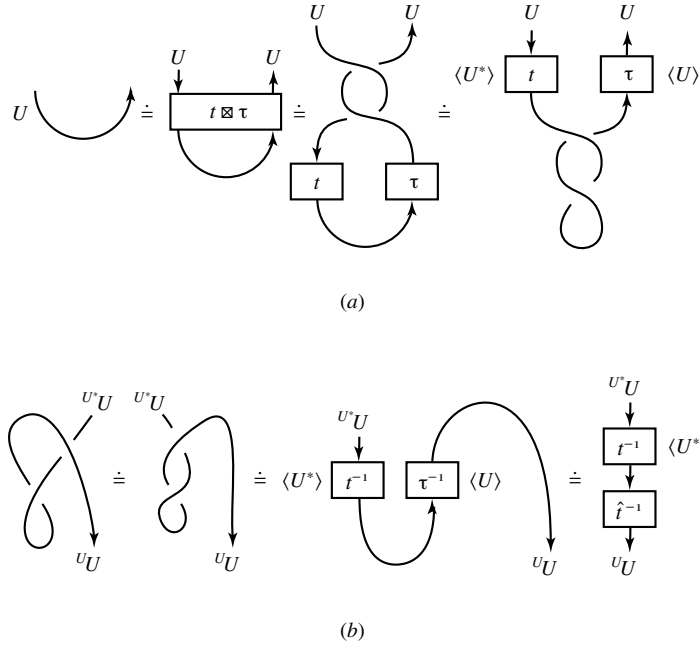 U U
U U U U
⟨U*⟩ t τ ⟨U⟩
U ≐ t ⊠ τ ≐ ≐
t τ
(a)
U*U U*U U*U
U*U t⁻¹ ⟨U*
≐ ≐ ⟨U*⟩ t⁻¹ τ⁻¹ ⟨U⟩ ≐
t̂⁻¹
ᵁU ᵁU ᵁU ᵁU
(b)